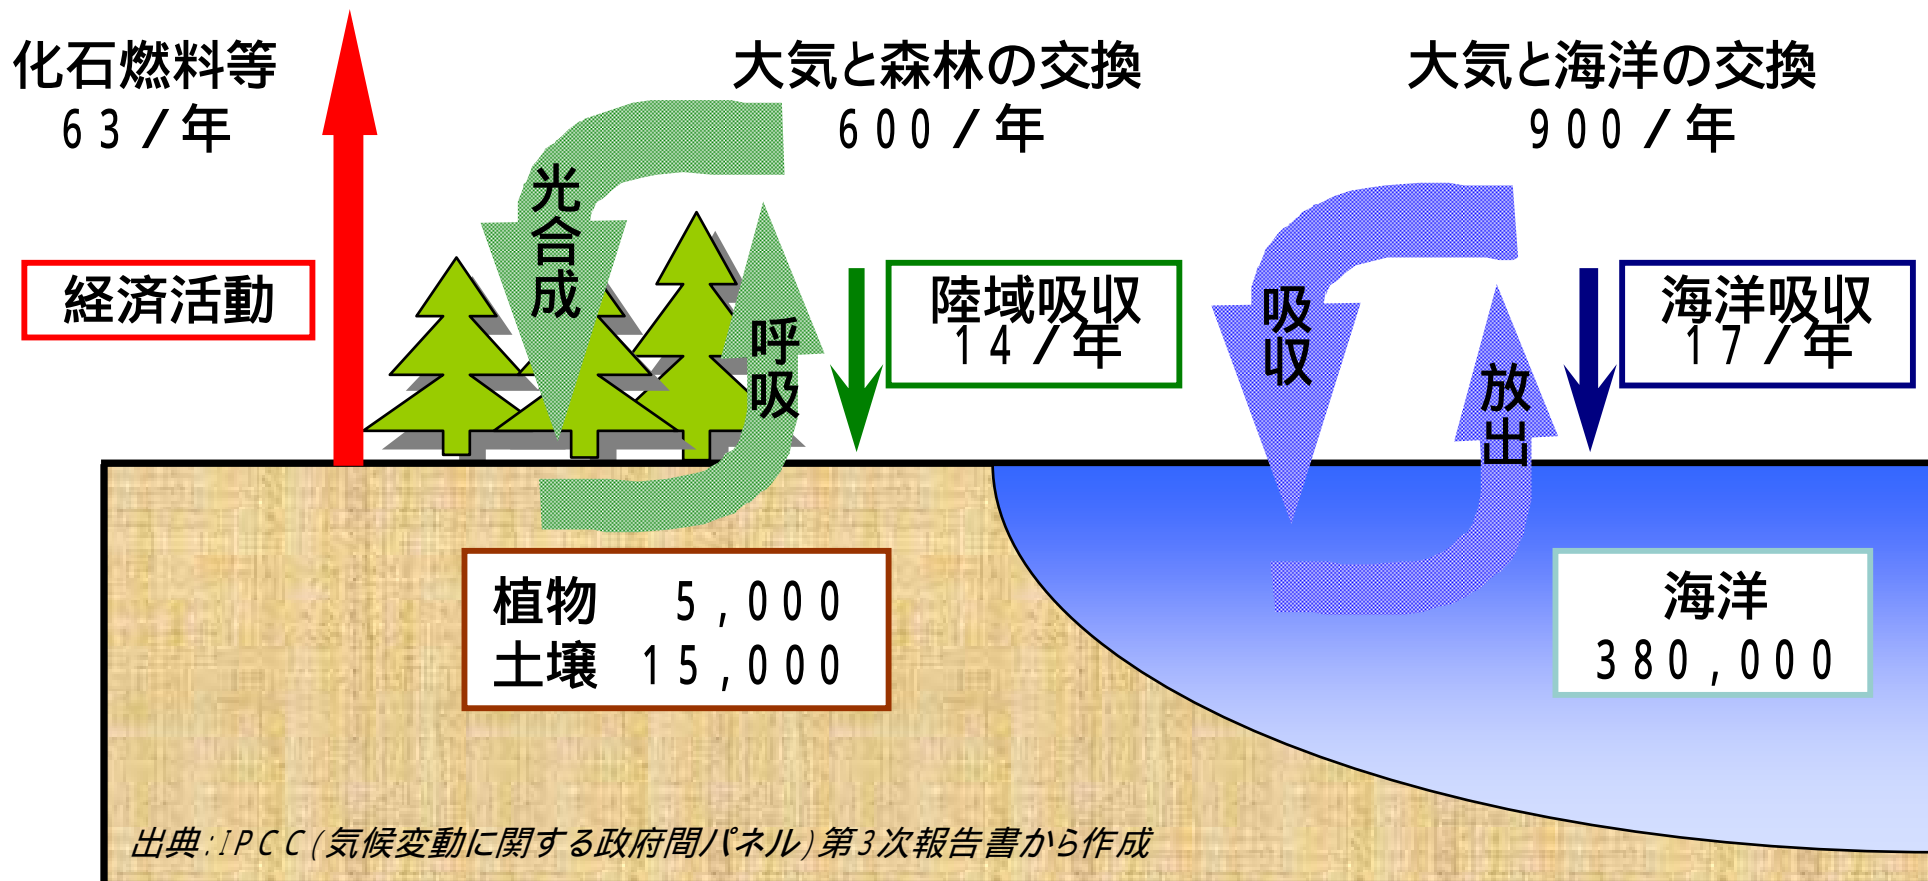 化石燃料等
63/年
大気と森林の交換
600/年
大気と海洋の交換
900/年
経済活動
光合成
呼吸
陸域吸収
14/年
吸収
放出
海洋吸収
17/年
植物 5,000
土壌 15,000
海洋
380,000
出典:IPCC(気候変動に関する政府間パネル)第3次報告書から作成